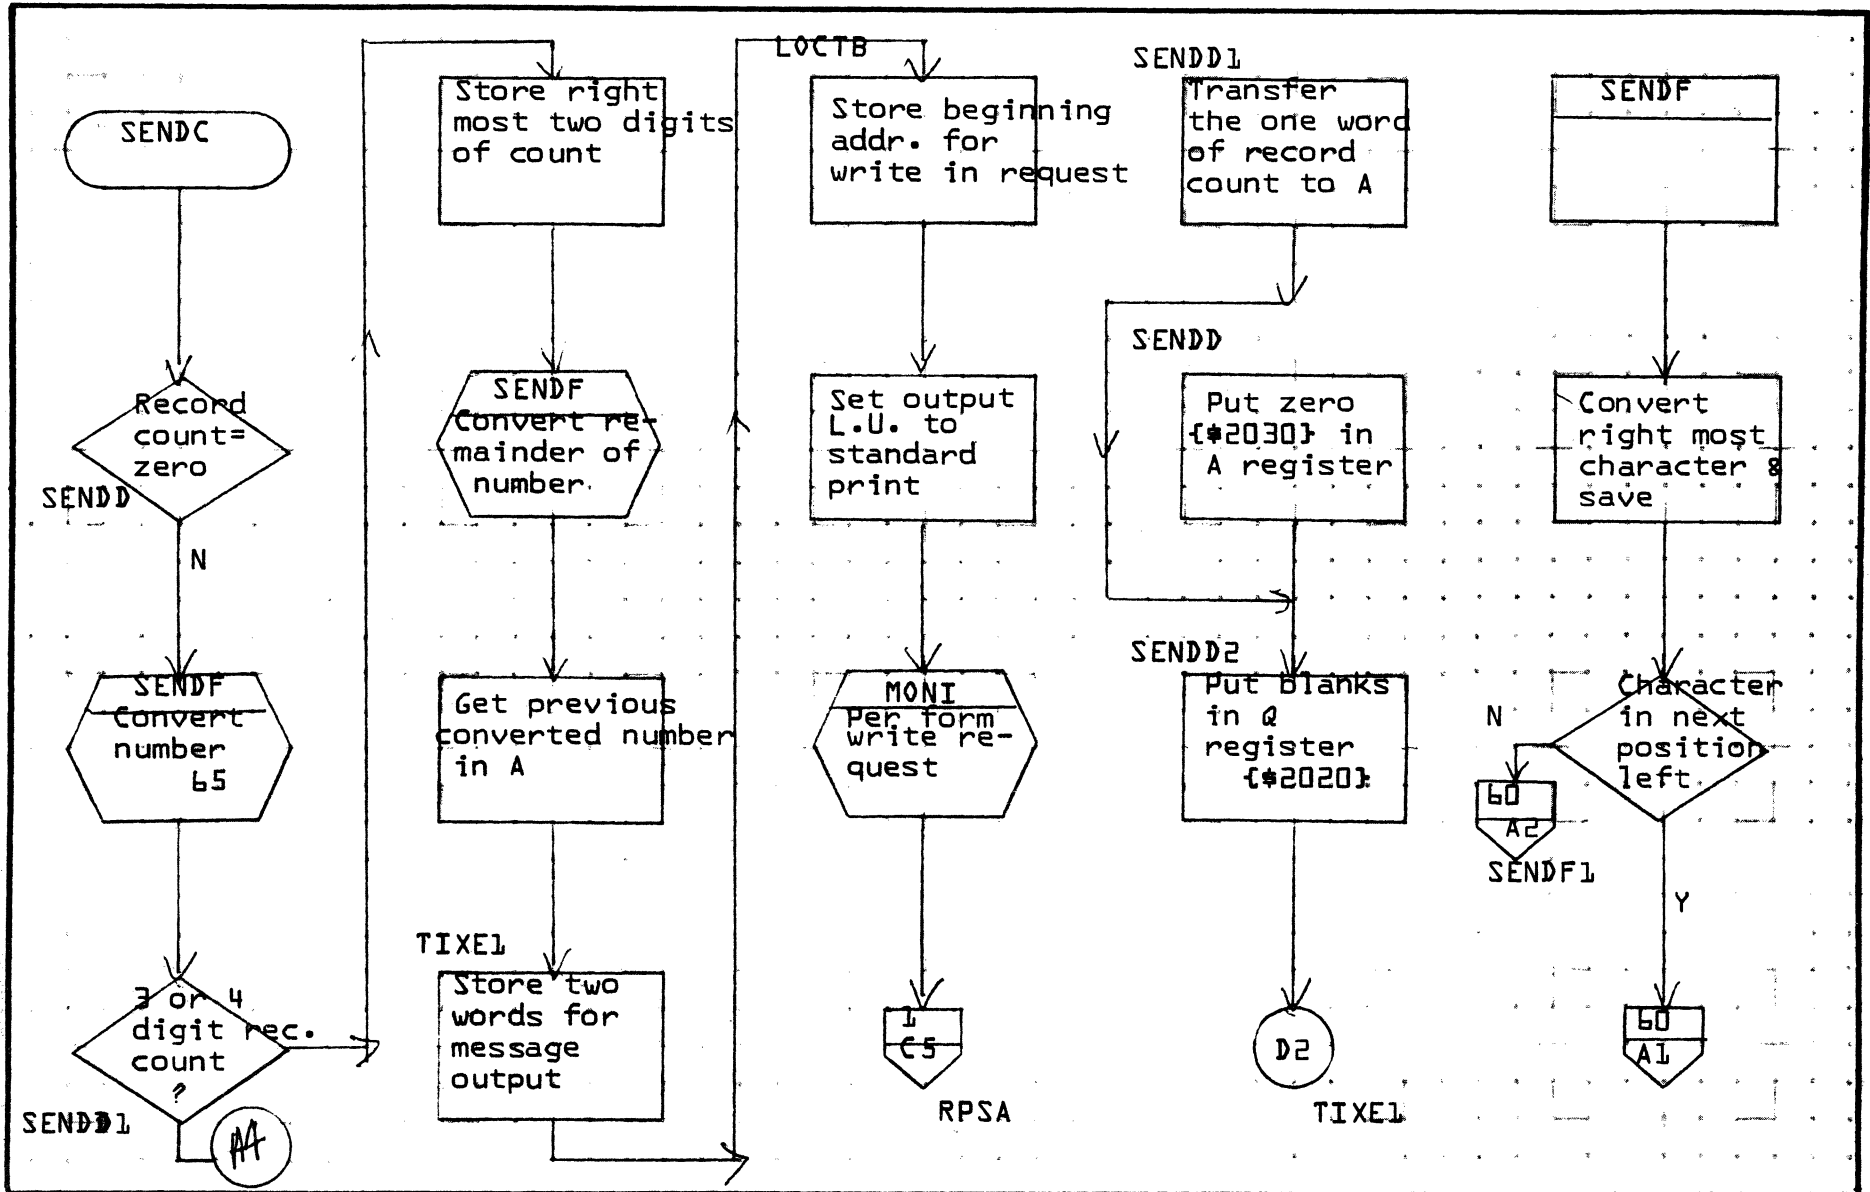 SENDC
Record
count=
zero
SENDD
N
SENDF
Convert
number
65
3 or 4
digit rec.
count
?
SENDD1
A4
Store right
most two digits
of count
SENDF
Convert re-
mainder of
number.
Get previous
converted number
in A
TIXE1
Store two
words for
message
output
LOCTB
Store beginning
addr. for
write in request
Set output
L.U. to
standard
print
MONI
Per form
write re-
quest
1
C5
RPSA
SENDD1
Transfer
the one word
of record
count to A
SENDD
Put zero
{$2030} in
A register
SENDD2
Put blanks
in Q
register
{$2020}
D2
TIXE1
SENDF
Convert
right most
character &
save
Character
in next
position
left
N
60
A2
SENDF1
Y
60
A1